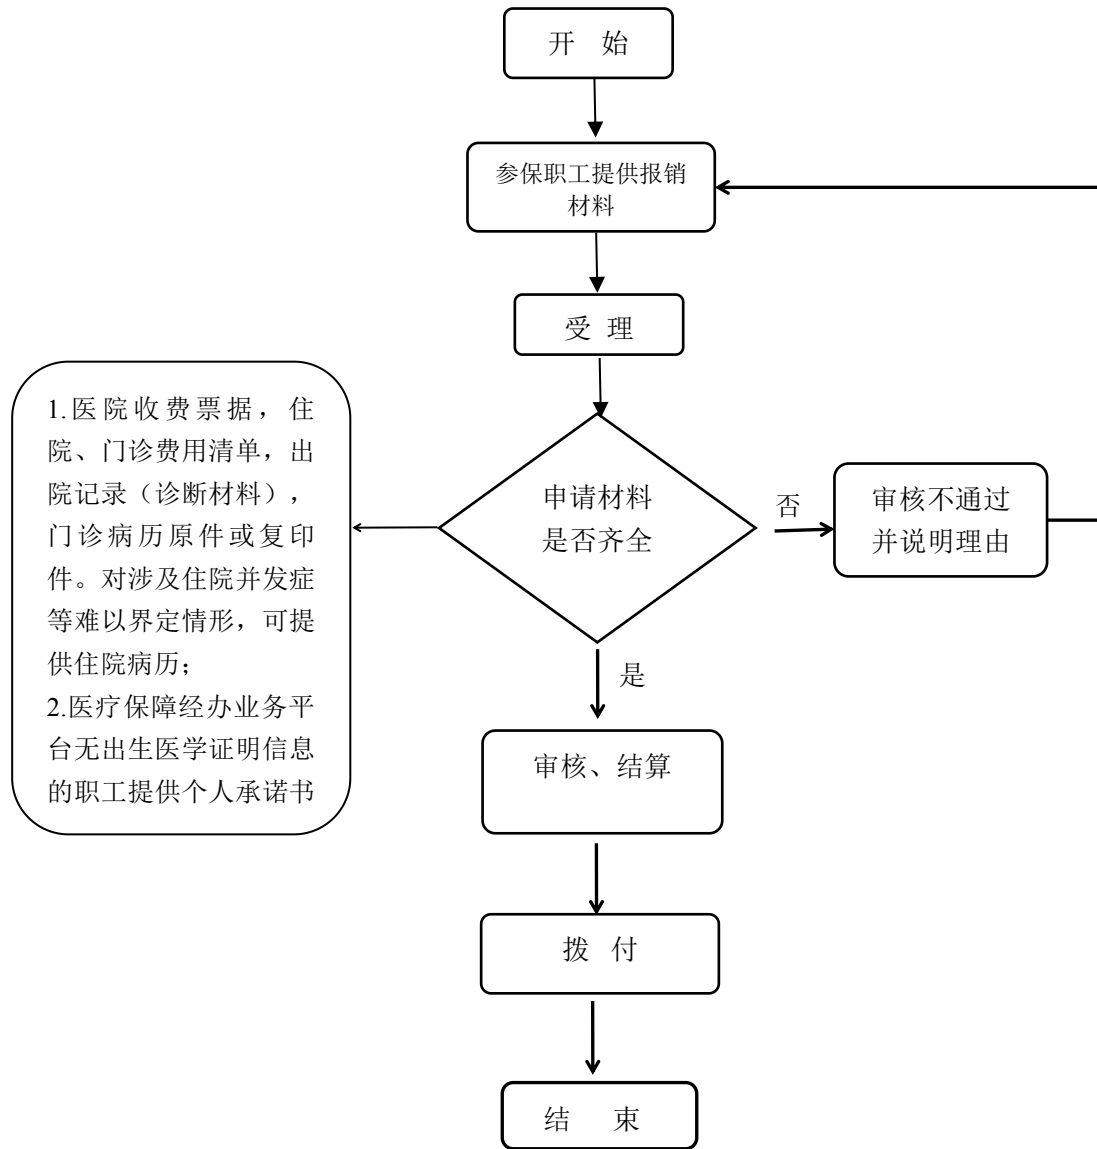 开 始
参保职工提供报销
材料
受 理
1.医院收费票据，住
院、门诊费用清单，出
院记录（诊断材料），
门诊病历原件或复印
件。对涉及住院并发症
等难以界定情形，可提
供住院病历；
2.医疗保障经办业务平
台无出生医学证明信息
的职工提供个人承诺书
申请材料
是否齐全
否
审核不通过
并说明理由
是
审核、结算
拨 付
结 束